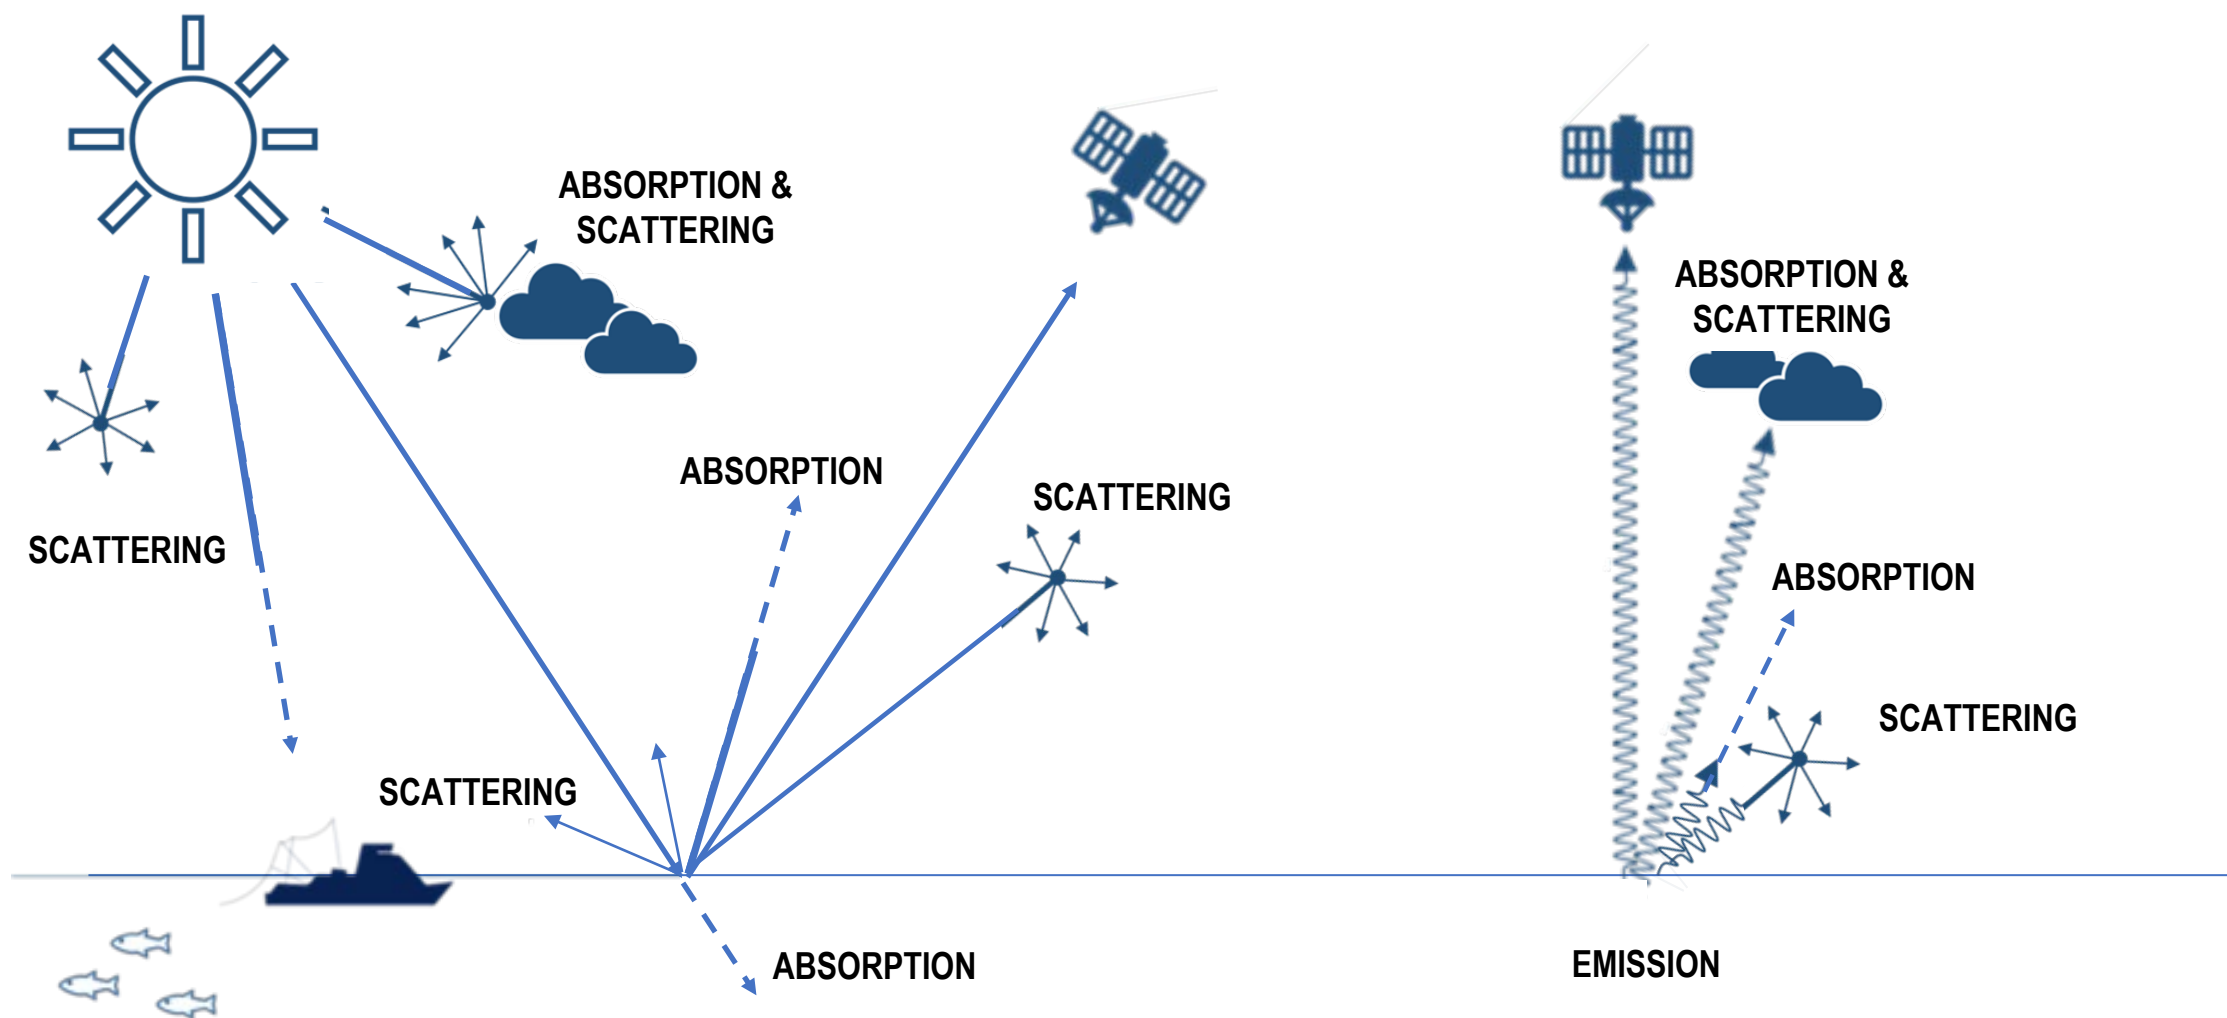 ABSORPTION &
SCATTERING
ABSORPTION &
SCATTERING
ABSORPTION
SCATTERING
SCATTERING
ABSORPTION
SCATTERING
SCATTERING
ABSORPTION
EMISSION